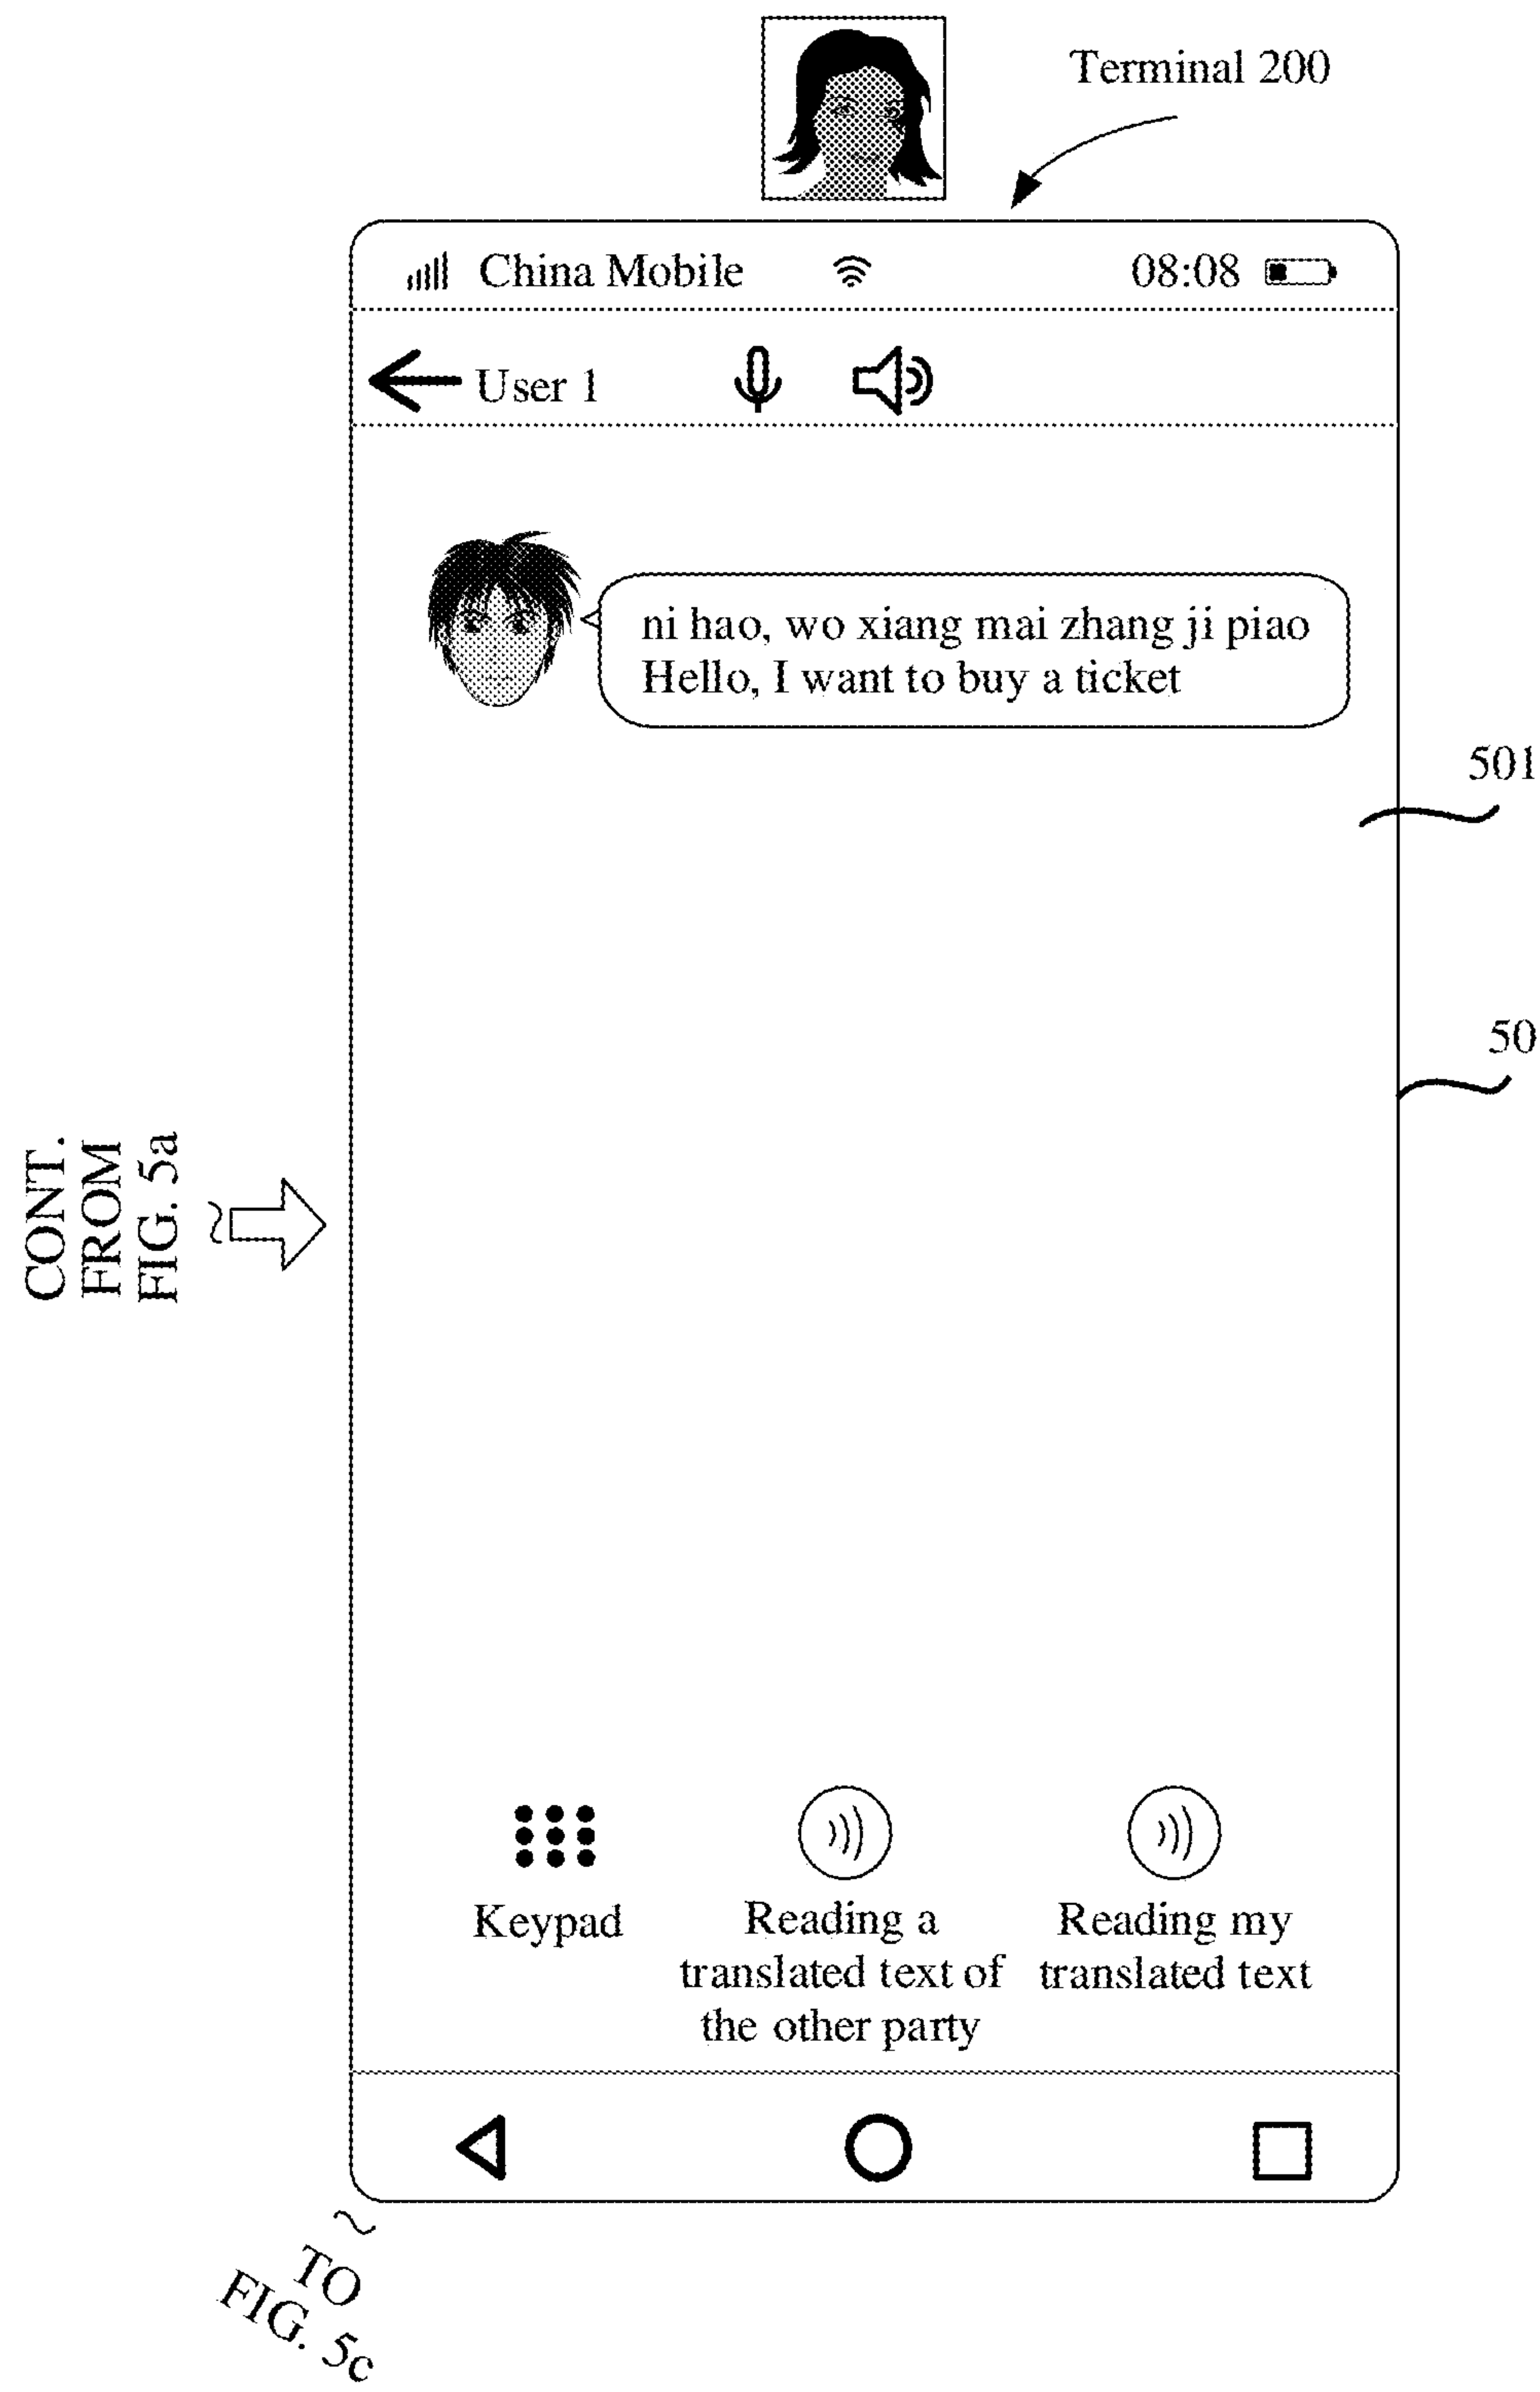 Terminal 200
China Mobile 08:08
User 1
ni hao, wo xiang mai zhang ji piao
Hello, I want to buy a ticket
501
50
CONT.
FROM
FIG. 5a
Keypad
Reading a
translated text of
the other party
Reading my
translated text
TO
FIG. 5c